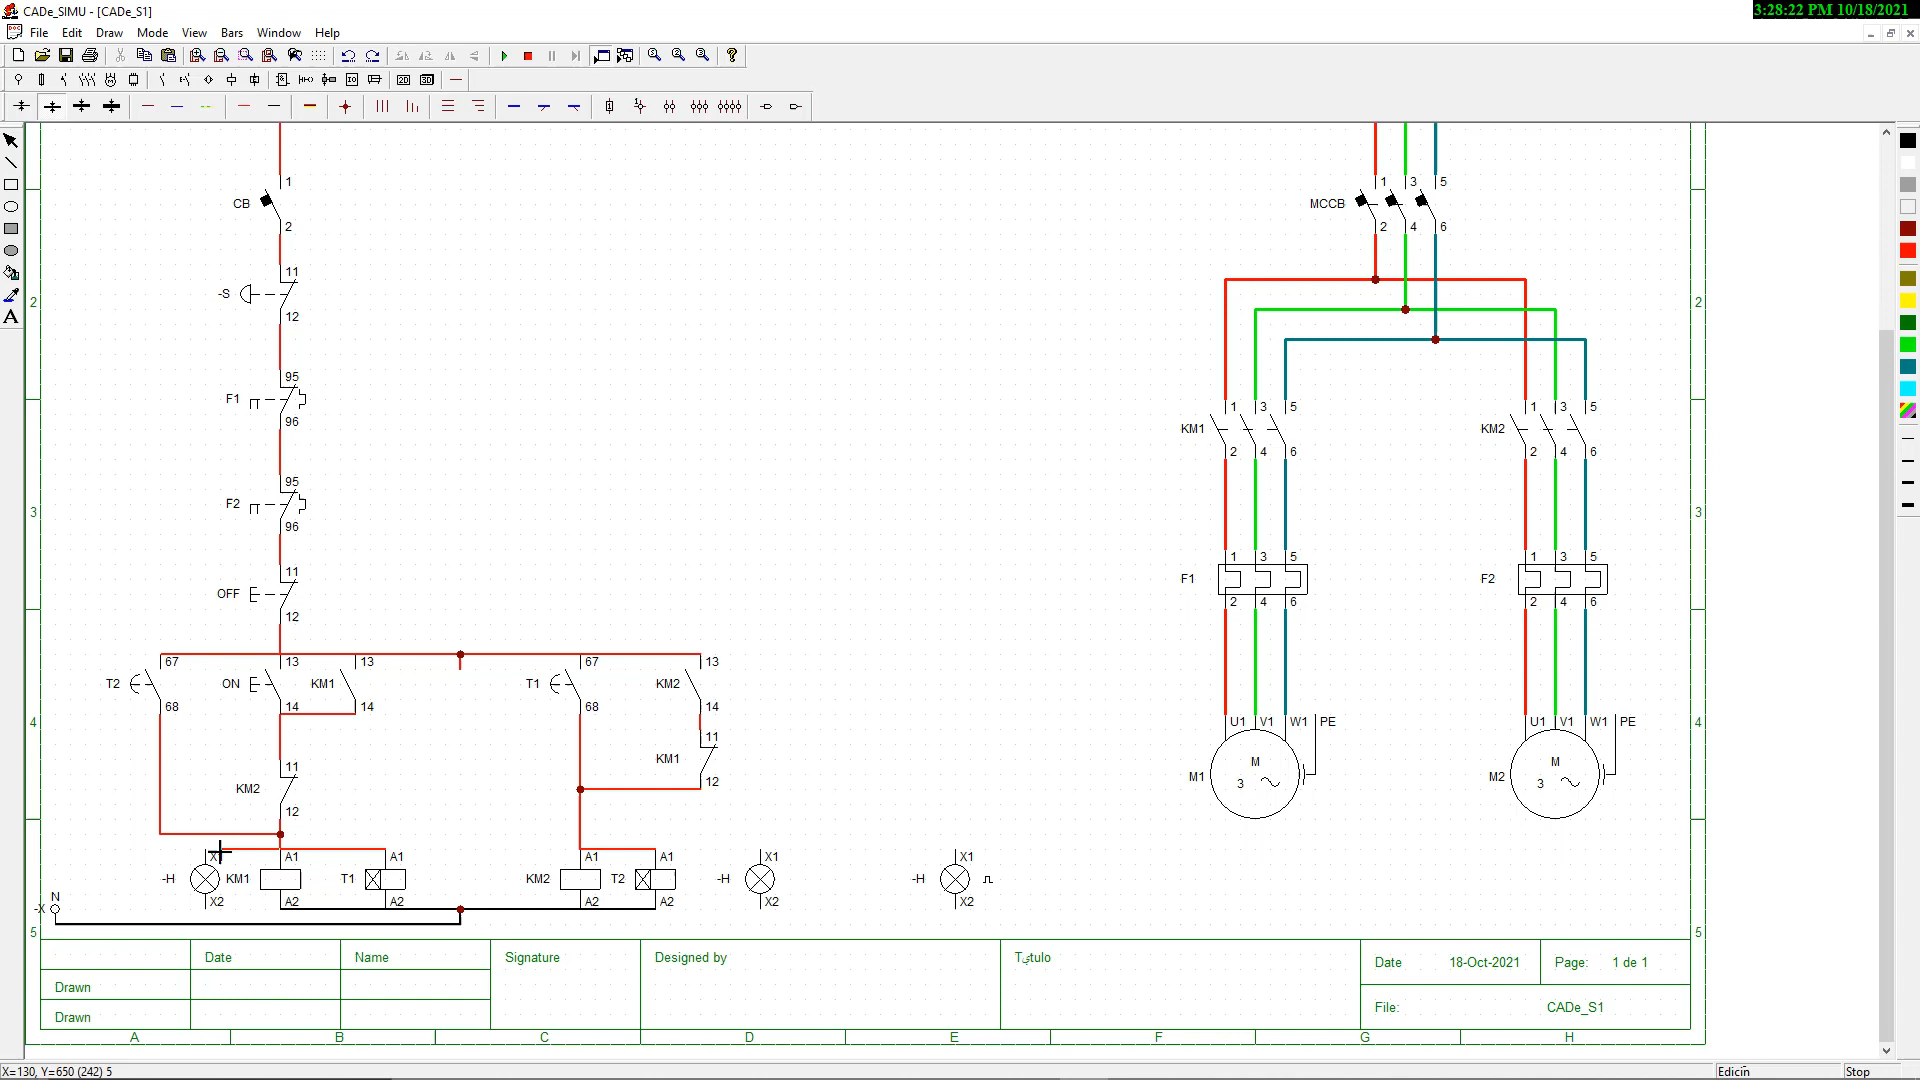 CADe_SIMU - [CADe_S1]
3:28:22 PM 10/18/2021
File Edit Draw Mode View Bars Window Help
1
CB
2
11
-S
12
95
F1
96
95
F2
96
11
OFF
12
67 13 13 67 13
T2 ON KM1 T1 KM2
68 14 14 68 14
11
KM1
12
11
KM2
12
X1 A1 A1 A1 A1 X1 X1
-H KM1 T1 KM2 T2 -H -H
X2 A2 A2 A2 A2 X2 X2
N
-X
1 3 5
MCCB
2 4 6
1 3 5 1 3 5
KM1 KM2
2 4 6 2 4 6
1 3 5 1 3 5
F1 F2
2 4 6 2 4 6
U1 V1 W1 PE U1 V1 W1 PE
M M
M1 3 M2 3
2 2
3 3
4 4
5 5
Date Name Signature Designed by Tيtulo Date 18-Oct-2021 Page: 1 de 1
Drawn
File: CADe_S1
Drawn
A B C D E F G H
X=130, Y=650 (242) 5 Edicin Stop